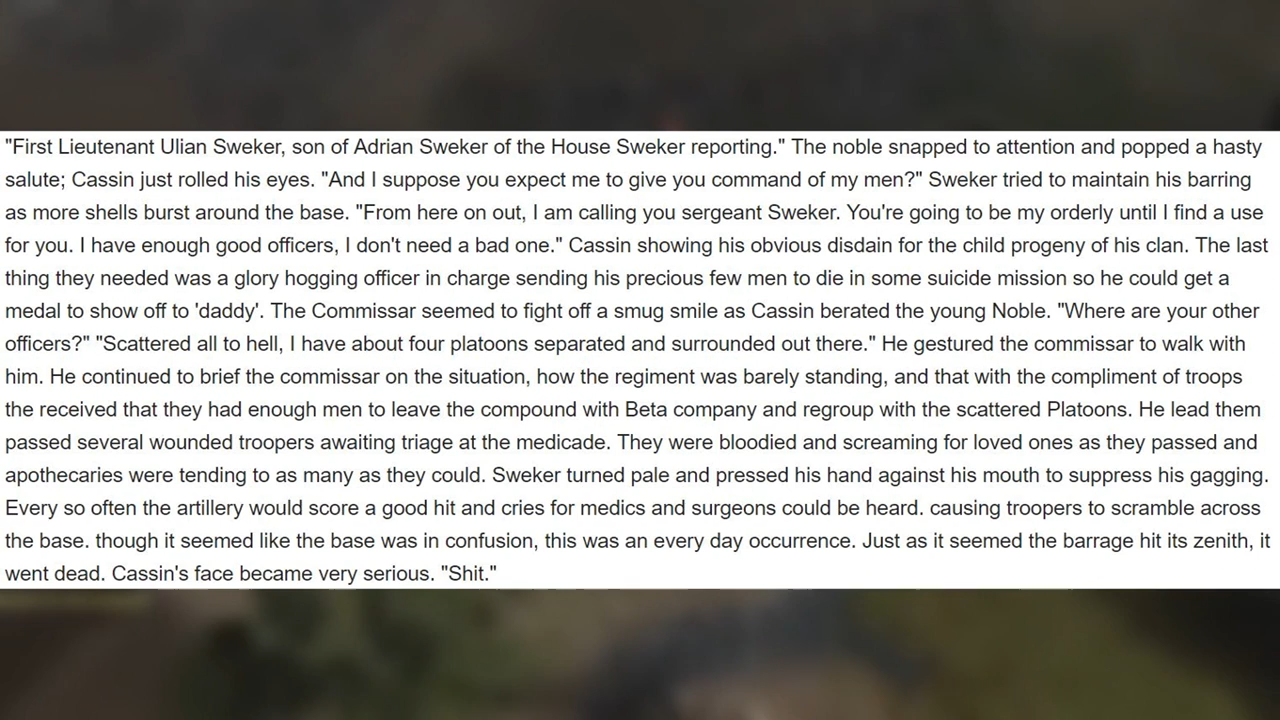 "First Lieutenant Ulian Sweker, son of Adrian Sweker of the House Sweker reporting." The noble snapped to attention and popped a hasty
salute; Cassin just rolled his eyes. "And I suppose you expect me to give you command of my men?" Sweker tried to maintain his barring
as more shells burst around the base. "From here on out, I am calling you sergeant Sweker. You're going to be my orderly until I find a use
for you. I have enough good officers, I don't need a bad one." Cassin showing his obvious disdain for the child progeny of his clan. The last
thing they needed was a glory hogging officer in charge sending his precious few men to die in some suicide mission so he could get a
medal to show off to 'daddy'. The Commissar seemed to fight off a smug smile as Cassin berated the young Noble. "Where are your other
officers?" "Scattered all to hell, I have about four platoons separated and surrounded out there." He gestured the commissar to walk with
him. He continued to brief the commissar on the situation, how the regiment was barely standing, and that with the compliment of troops
the received that they had enough men to leave the compound with Beta company and regroup with the scattered Platoons. He lead them
passed several wounded troopers awaiting triage at the medicade. They were bloodied and screaming for loved ones as they passed and
apothecaries were tending to as many as they could. Sweker turned pale and pressed his hand against his mouth to suppress his gagging.
Every so often the artillery would score a good hit and cries for medics and surgeons could be heard. causing troopers to scramble across
the base. though it seemed like the base was in confusion, this was an every day occurrence. Just as it seemed the barrage hit its zenith, it
went dead. Cassin's face became very serious. "Shit."